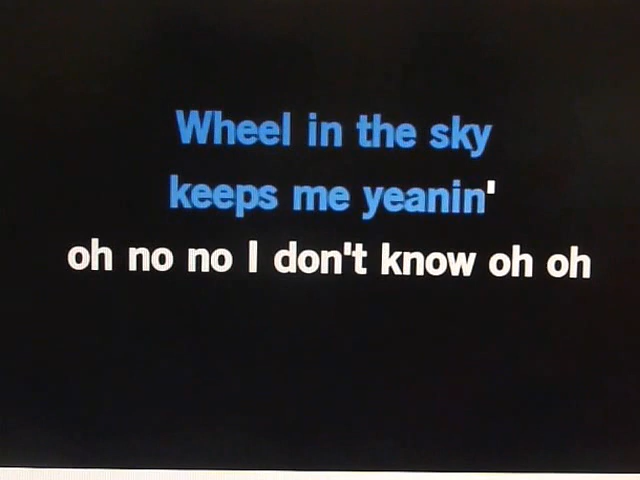 Wheel in the sky
keeps me yeanin'
oh no no I don't know oh oh